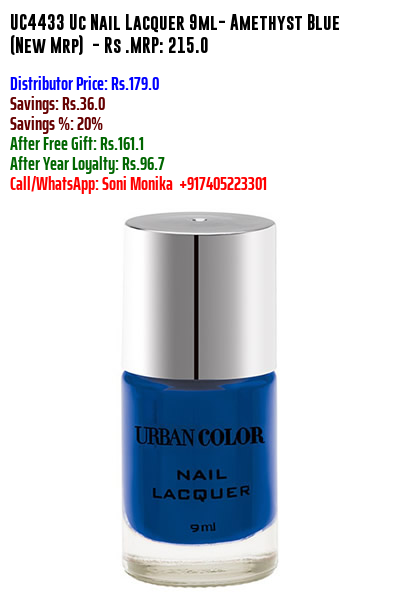 UC4433 Uc Nail Lacquer 9ml- Amethyst Blue
(New Mrp) - Rs .MRP: 215.0
Distributor Price: Rs.179.0
Savings: Rs.36.0
Savings %: 20%
After Free Gift: Rs.161.1
After Year Loyalty: Rs.96.7
Call/WhatsApp: Soni Monika +917405223301
URBAN COLOR
NAIL
LACQUER
9ml